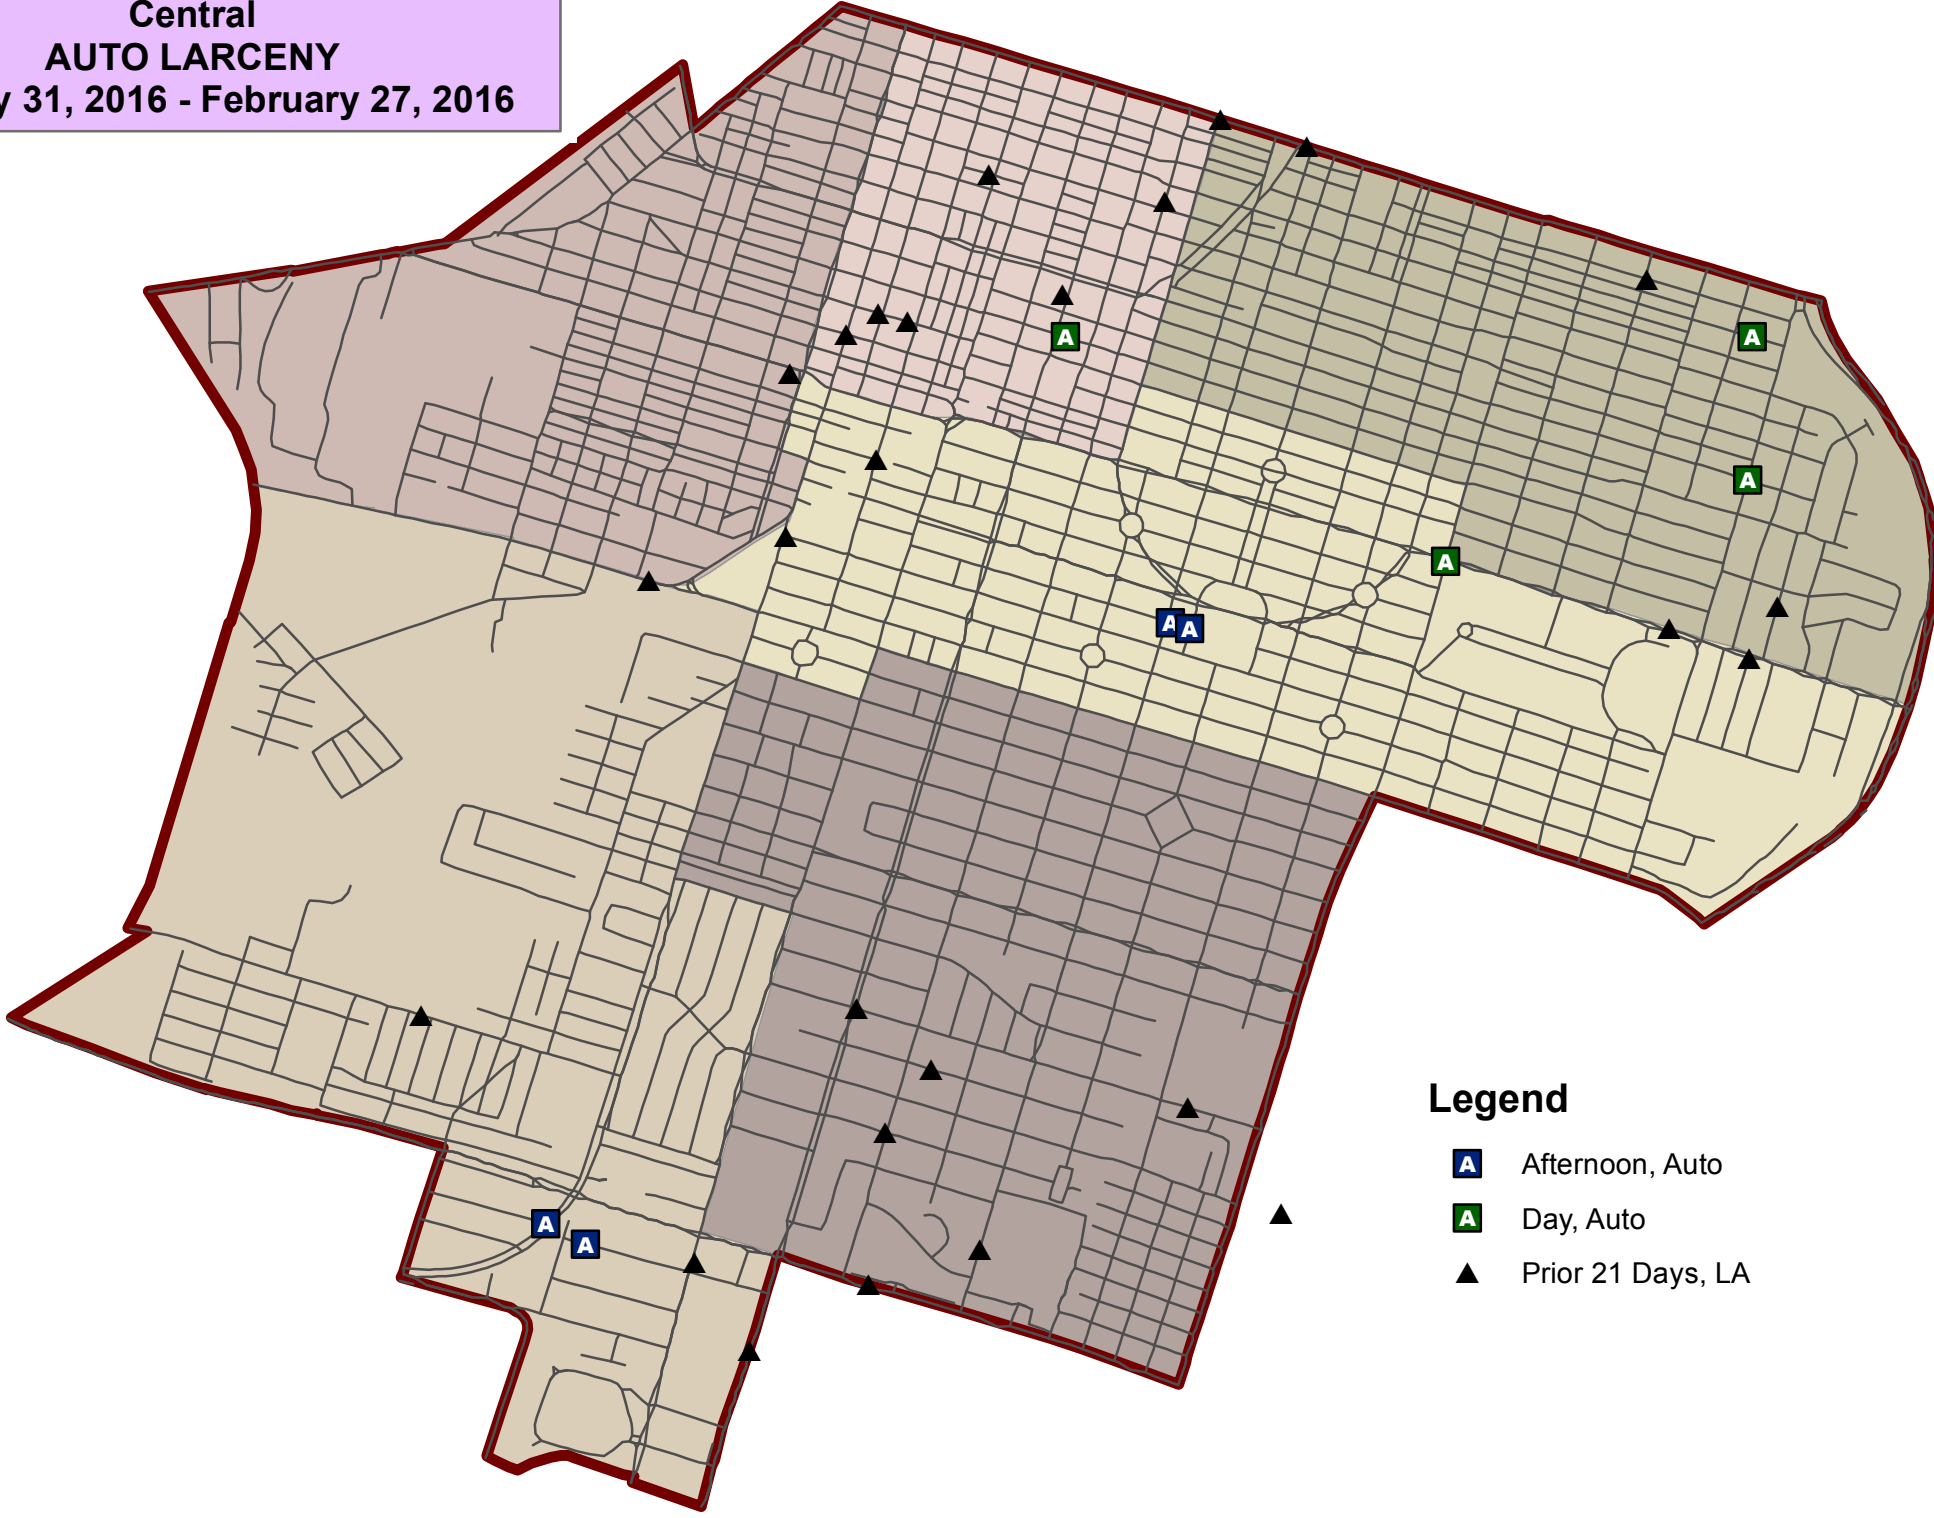 Central
AUTO LARCENY
31, 2016 - February 27, 2016
A
A
A
A
A
A
A
A
Legend
A Afternoon, Auto
A Day, Auto
Prior 21 Days, LA